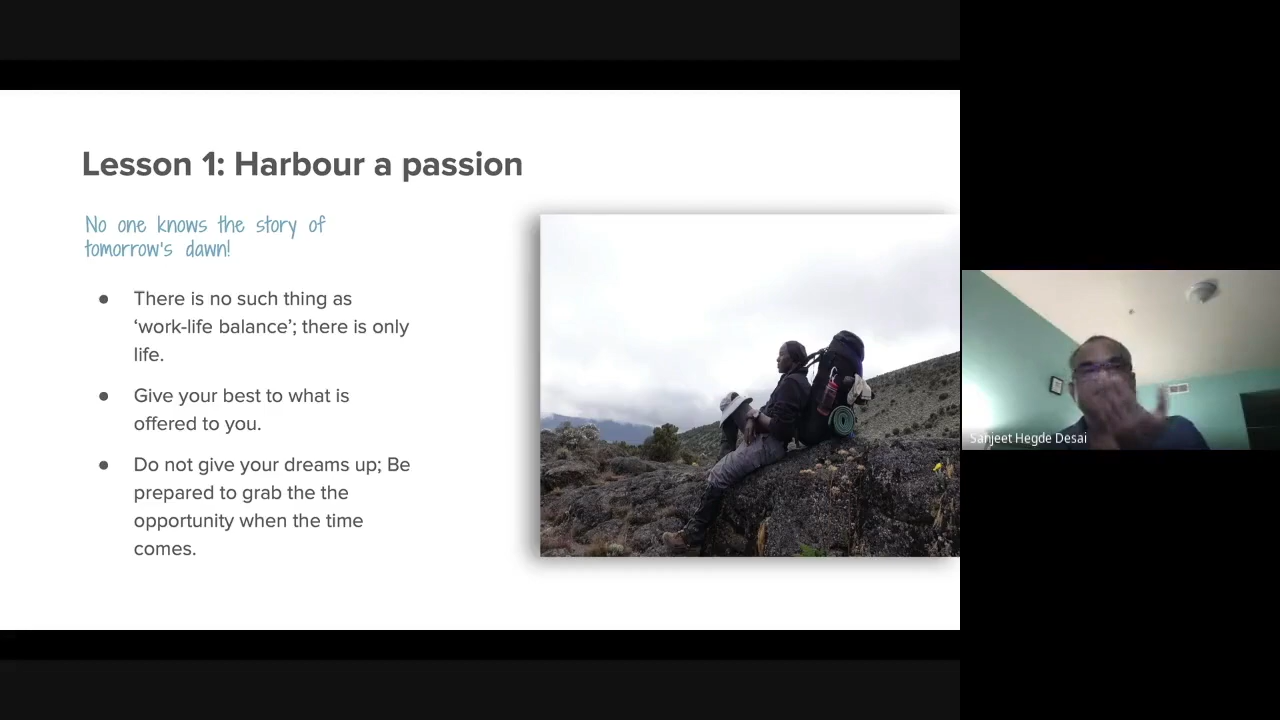 Lesson 1: Harbour a passion
No one knows the story of
tomorrow's dawn!
● There is no such thing as
‘work-life balance’; there is only
life.
● Give your best to what is
offered to you.
● Do not give your dreams up; Be
prepared to grab the the
opportunity when the time
comes.
Sanjeet Hegde Desai